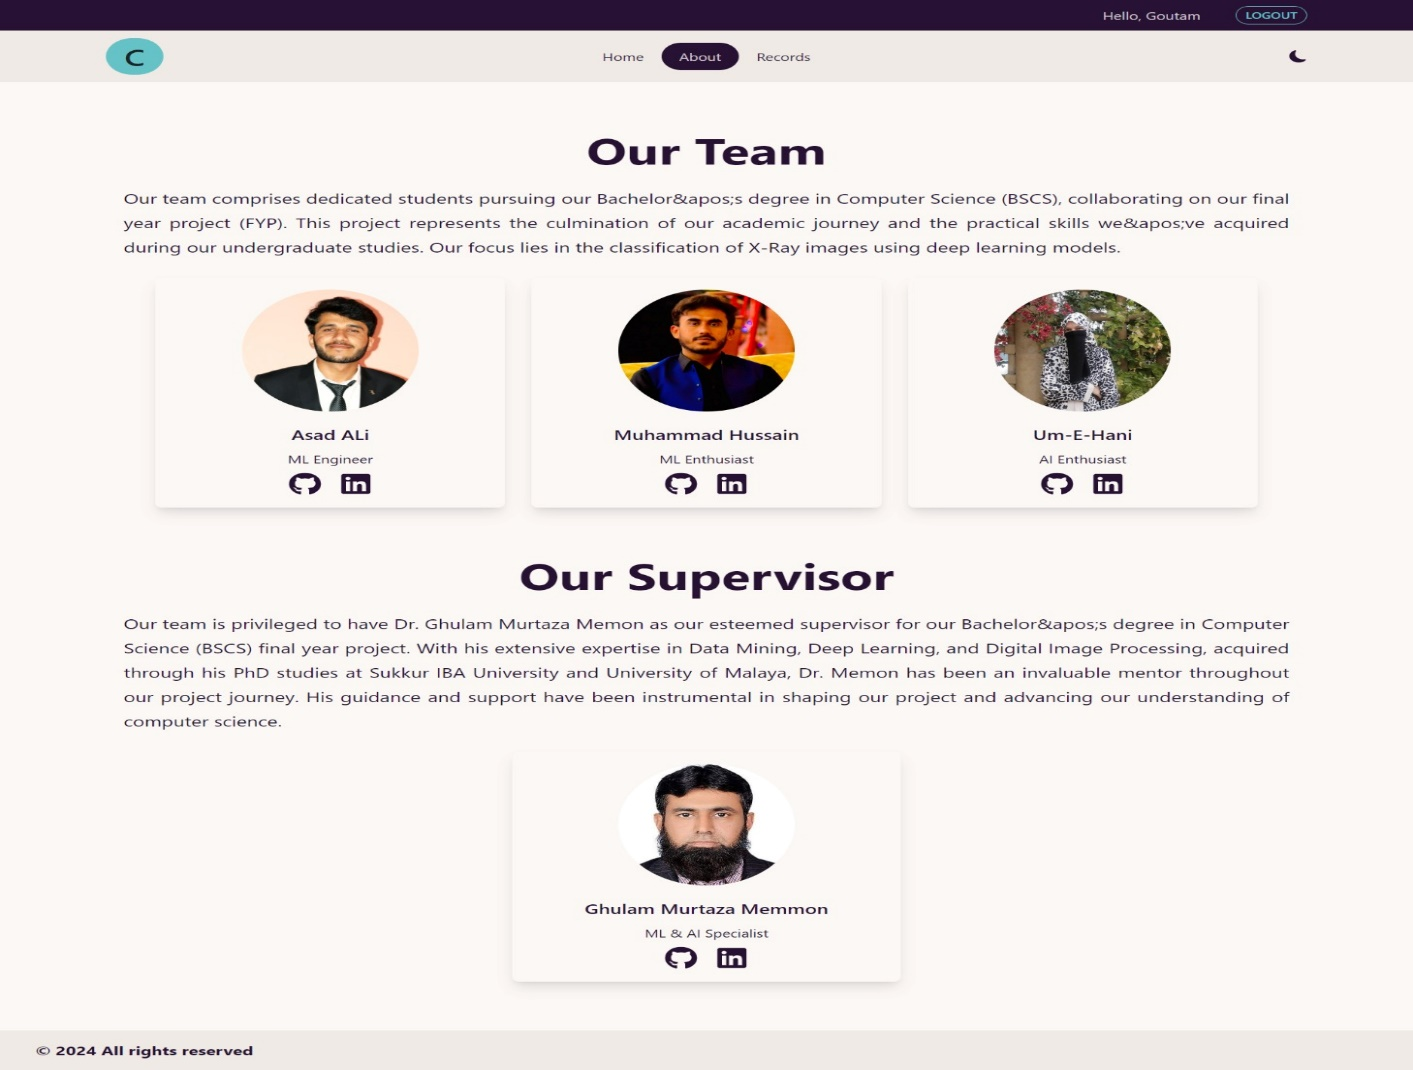 Hello, Goutam LOGOUT
C Home About Records
Our Team
Our team comprises dedicated students pursuing our Bachelor&apos;s degree in Computer Science (BSCS), collaborating on our final
year project (FYP). This project represents the culmination of our academic journey and the practical skills we&apos;ve acquired
during our undergraduate studies. Our focus lies in the classification of X-Ray images using deep learning models.
Asad ALi
ML Engineer
in
Muhammad Hussain
ML Enthusiast
in
Um-E-Hani
AI Enthusiast
in
Our Supervisor
Our team is privileged to have Dr. Ghulam Murtaza Memon as our esteemed supervisor for our Bachelor&apos;s degree in Computer
Science (BSCS) final year project. With his extensive expertise in Data Mining, Deep Learning, and Digital Image Processing, acquired
through his PhD studies at Sukkur IBA University and University of Malaya, Dr. Memon has been an invaluable mentor throughout
our project journey. His guidance and support have been instrumental in shaping our project and advancing our understanding of
computer science.
Ghulam Murtaza Memmon
ML & AI Specialist
in
© 2024 All rights reserved